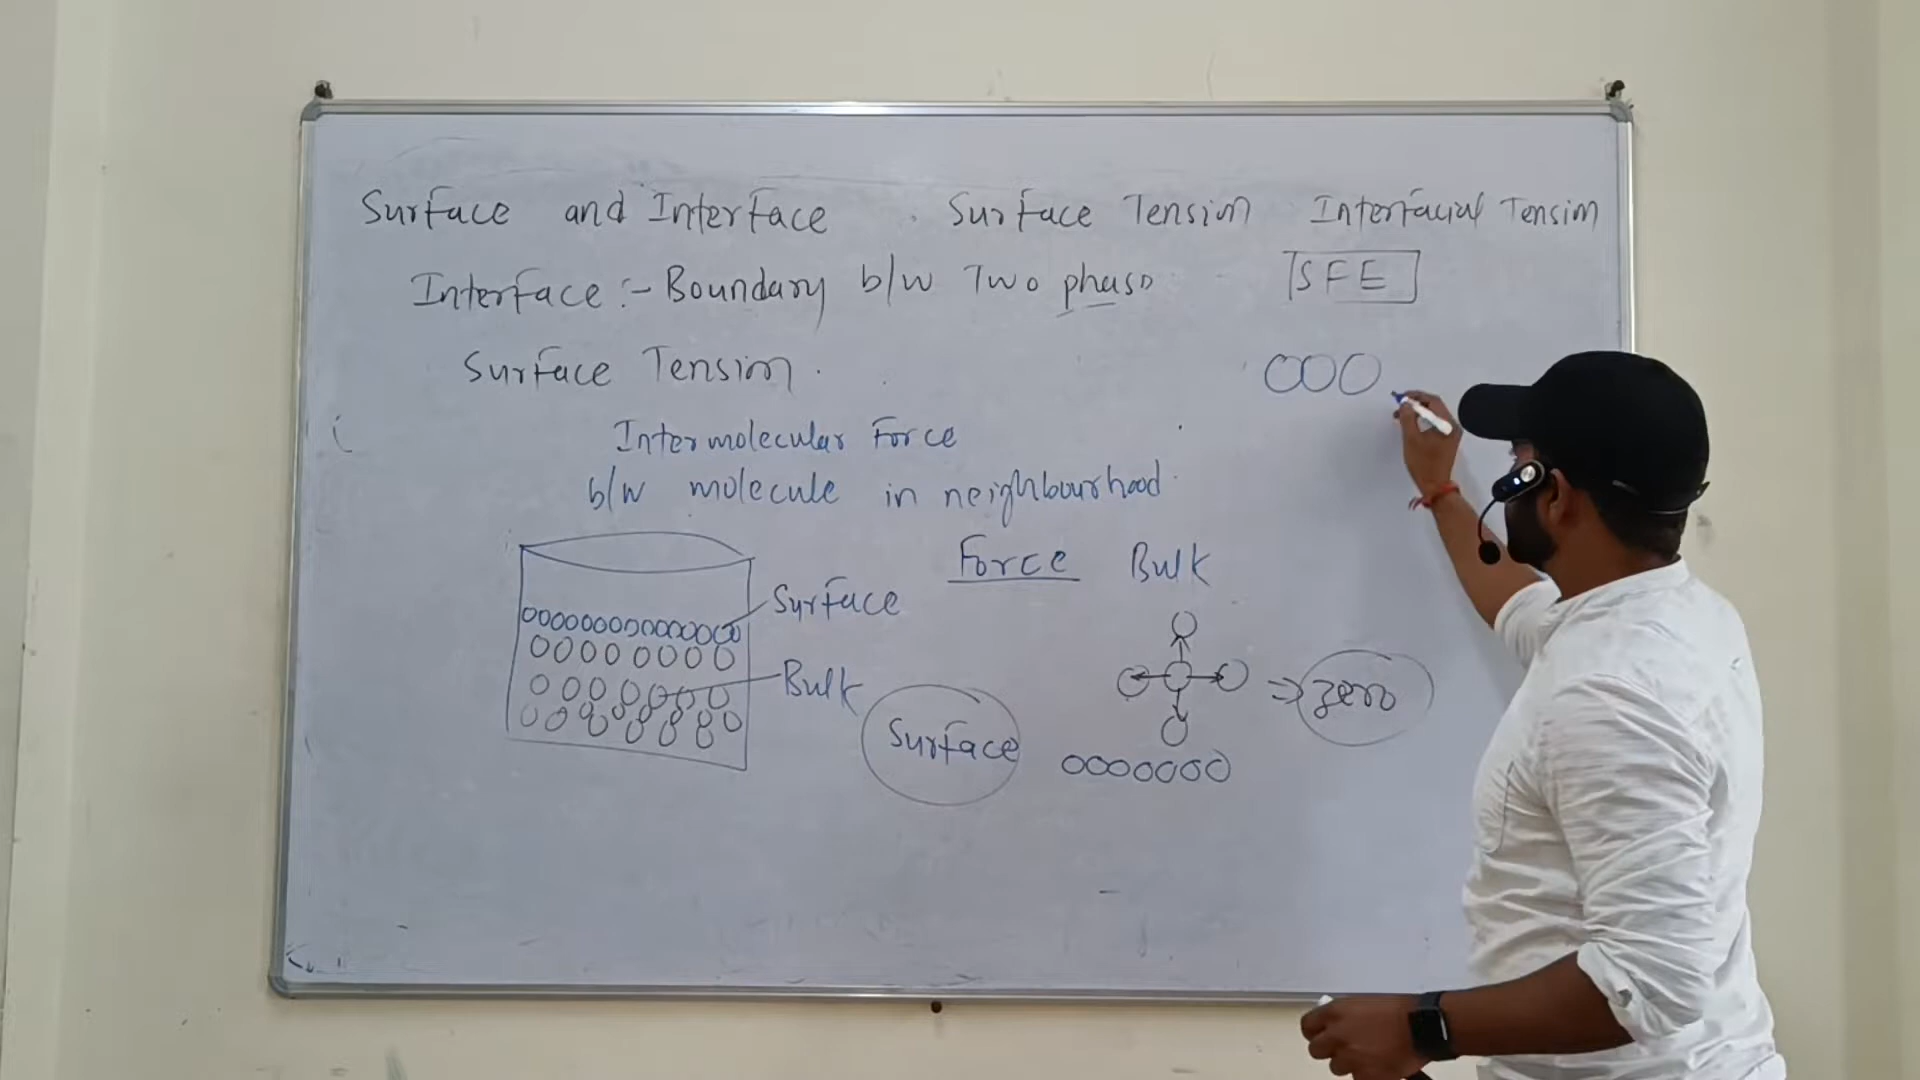 Surface and Interface . Surface Tension Interfacial Tension
Interface :- Boundary b/w Two phases
SFE
Surface Tension .
Intermolecular Force
b/w molecule in neighbourhood .
Force Bulk
Surface
Bulk
Surface
⇒ Zero